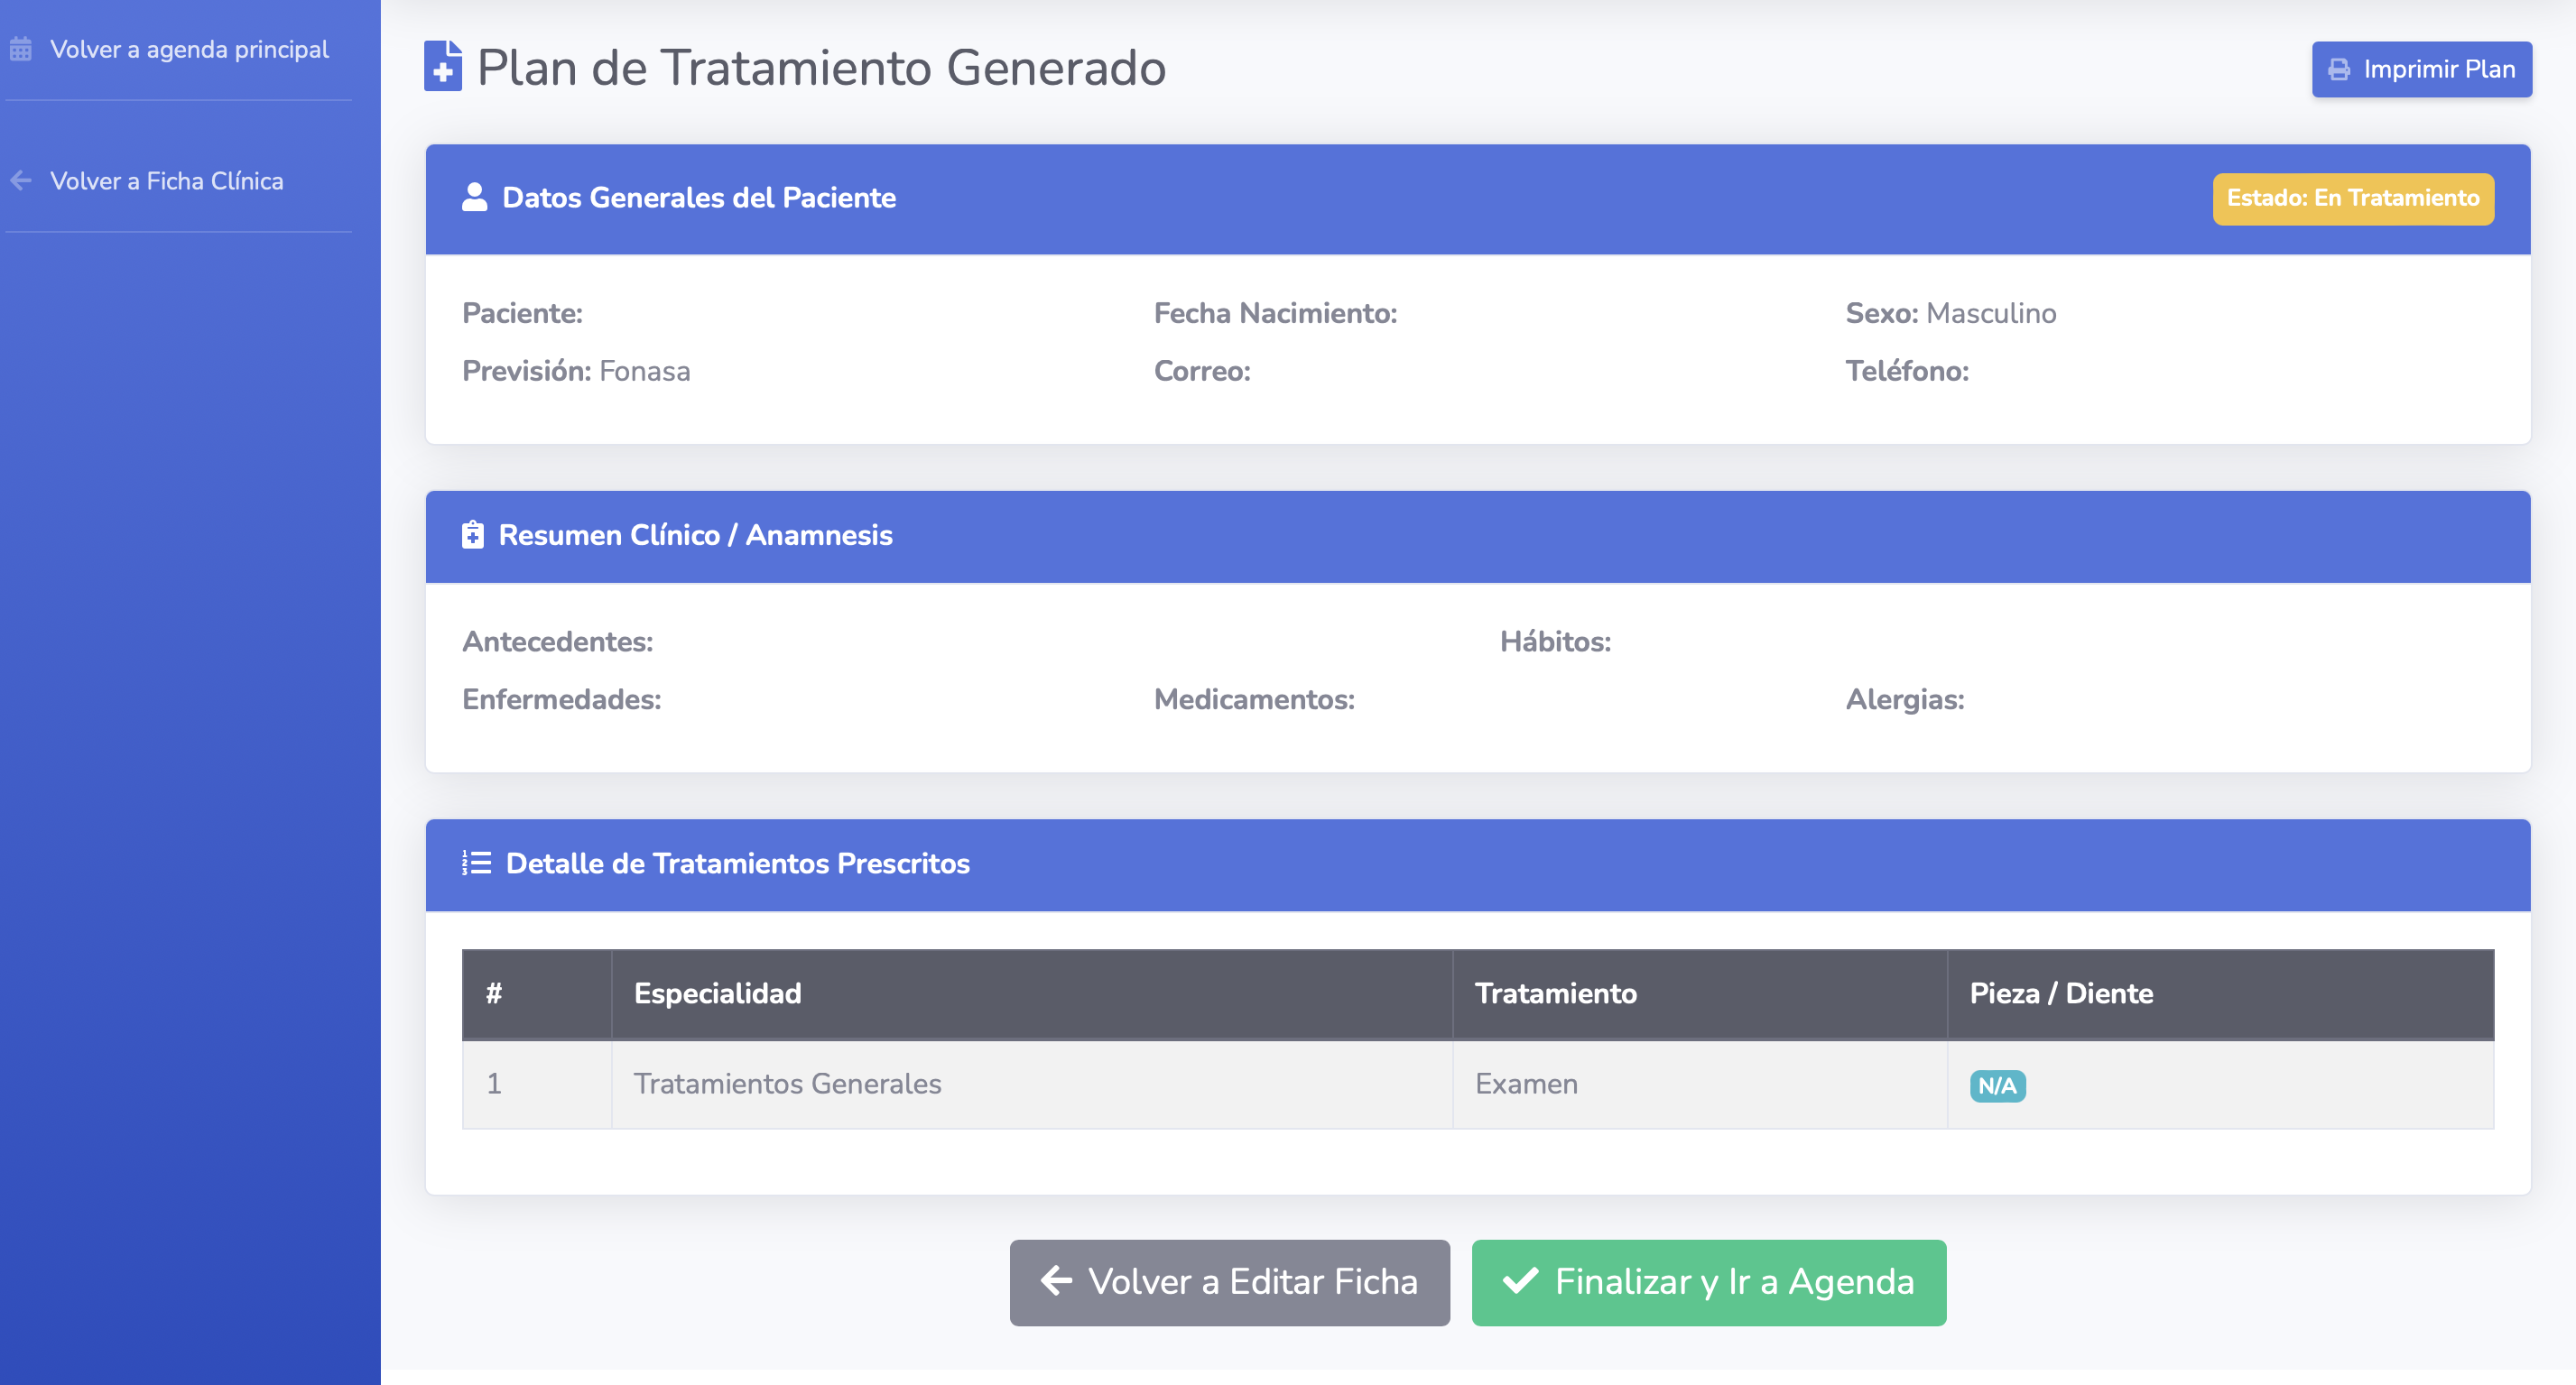 Volver a agenda principal
Volver a Ficha Clínica
Plan de Tratamiento Generado
Imprimir Plan
Datos Generales del Paciente
Estado: En Tratamiento
Paciente:
Fecha Nacimiento:
Sexo: Masculino
Previsión: Fonasa
Correo:
Teléfono:
Resumen Clínico / Anamnesis
Antecedentes:
Hábitos:
Enfermedades:
Medicamentos:
Alergias:
Detalle de Tratamientos Prescritos
# Especialidad Tratamiento Pieza / Diente
1 Tratamientos Generales Examen N/A
Volver a Editar Ficha
Finalizar y Ir a Agenda